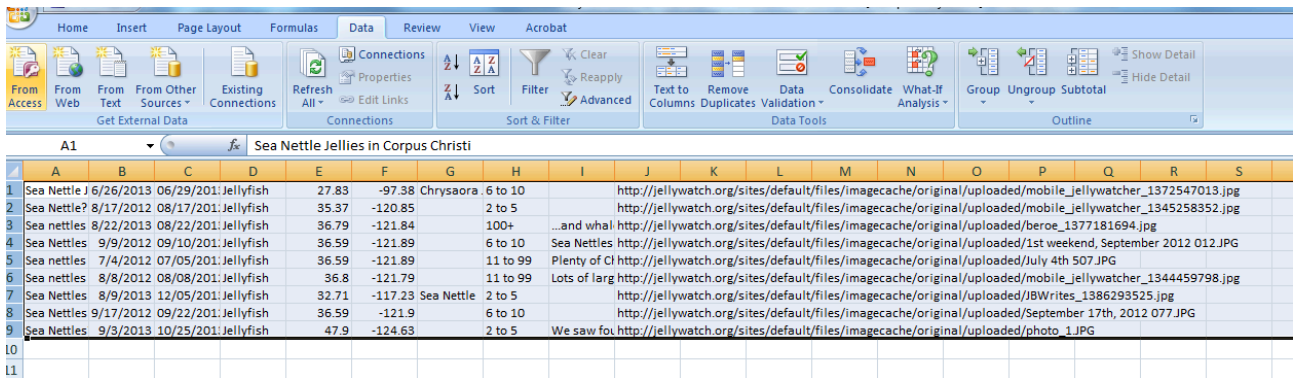 Home Insert Page Layout Formulas Data Review View Acrobat
Connections Clear Show Detail
Properties Reapply Hide Detail
From Access From Web From Text From Other Sources Existing Connections Refresh All Edit Links Sort Filter Advanced Text to Columns Remove Duplicates Data Validation Consolidate What-If Analysis Group Ungroup Subtotal
Get External Data Connections Sort & Filter Data Tools Outline
A1 fx Sea Nettle Jellies in Corpus Christi
A B C D E F G H I J K L M N O P Q R S
1 Sea Nettle J 6/26/2013 06/29/201 Jellyfish 27.83 -97.38 Chrysaora 6 to 10 http://jellywatch.org/sites/default/files/imagecache/original/uploaded/mobile_jellywatcher_1372547013.jpg
2 Sea Nettle? 8/17/2012 08/17/201 Jellyfish 35.37 -120.85 2 to 5 http://jellywatch.org/sites/default/files/imagecache/original/uploaded/mobile_jellywatcher_1345258352.jpg
3 Sea nettles 8/22/2013 08/22/201 Jellyfish 36.79 -121.84 100+ ...and whal http://jellywatch.org/sites/default/files/imagecache/original/uploaded/beroe_1377181694.jpg
4 Sea Nettles 9/9/2012 09/10/201 Jellyfish 36.59 -121.89 6 to 10 Sea Nettles http://jellywatch.org/sites/default/files/imagecache/original/uploaded/1st weekend, September 2012 012.JPG
5 Sea nettles 7/4/2012 07/05/201 Jellyfish 36.59 -121.89 11 to 99 Plenty of Cl http://jellywatch.org/sites/default/files/imagecache/original/uploaded/July 4th 507.JPG
6 Sea Nettles 8/8/2012 08/08/201 Jellyfish 36.8 -121.79 11 to 99 Lots of larg http://jellywatch.org/sites/default/files/imagecache/original/uploaded/mobile_jellywatcher_1344459798.jpg
7 Sea Nettles 8/9/2013 12/05/201 Jellyfish 32.71 -117.23 Sea Nettle 2 to 5 http://jellywatch.org/sites/default/files/imagecache/original/uploaded/JBWrites_1386293525.jpg
8 Sea Nettles 9/17/2012 09/22/201 Jellyfish 36.59 -121.9 6 to 10 http://jellywatch.org/sites/default/files/imagecache/original/uploaded/September 17th, 2012 077.JPG
9 Sea Nettles 9/3/2013 10/25/201 Jellyfish 47.9 -124.63 2 to 5 We saw fou http://jellywatch.org/sites/default/files/imagecache/original/uploaded/photo_1.JPG
10
11